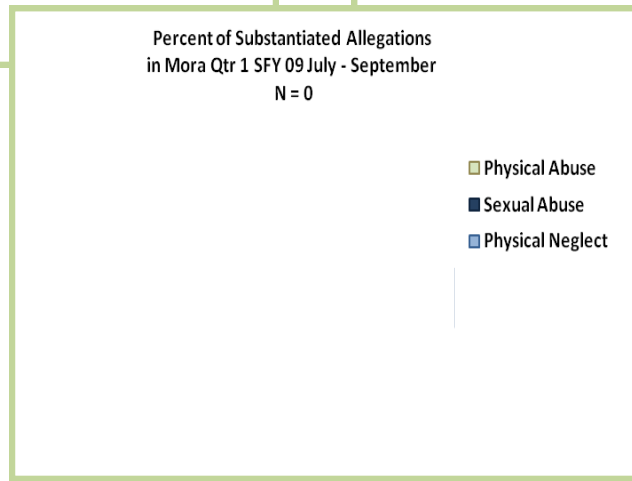 Percent of Substantiated Allegations
in Mora Qtr 1 SFY 09 July - September
N = 0
Physical Abuse
Sexual Abuse
Physical Neglect